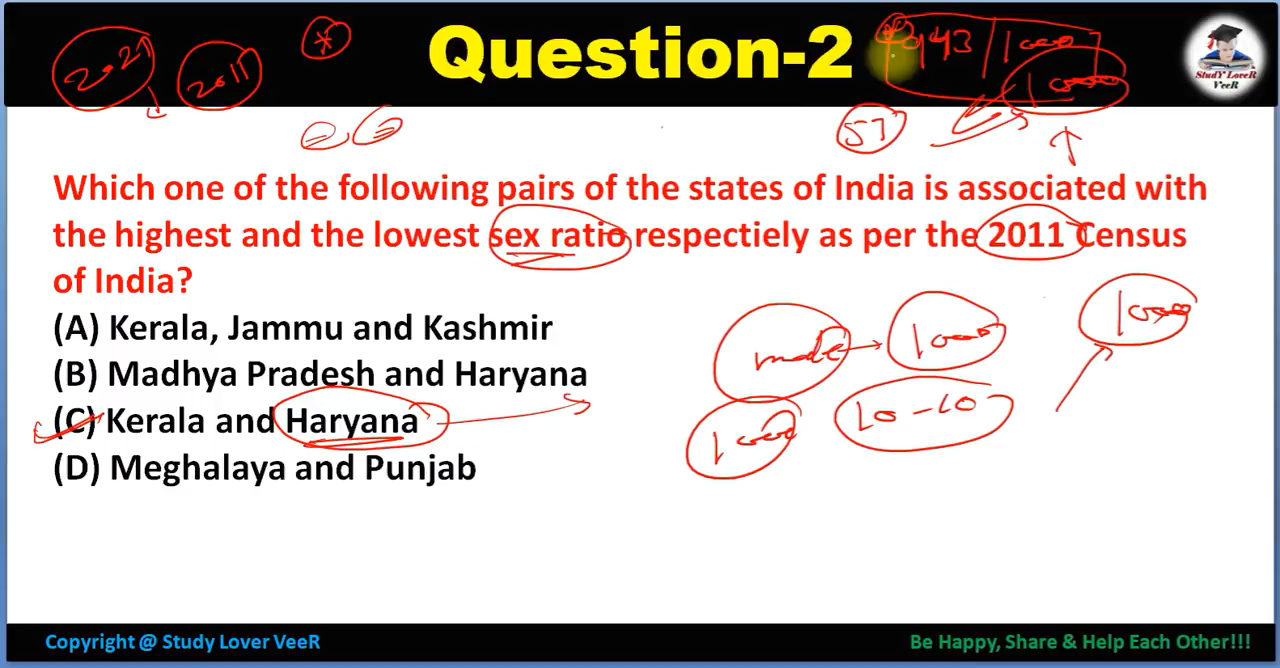 2021 2011 * Question-2 943/1000
1000
StudY LoveR
VeeR
57
Which one of the following pairs of the states of India is associated with
the highest and the lowest sex ratio respectiely as per the 2011 Census
of India?
(A) Kerala, Jammu and Kashmir
(B) Madhya Pradesh and Haryana
(C) Kerala and Haryana
(D) Meghalaya and Punjab
male → 1000
1000
1000 10-10
Copyright @ Study Lover VeeR
Be Happy, Share & Help Each Other!!!